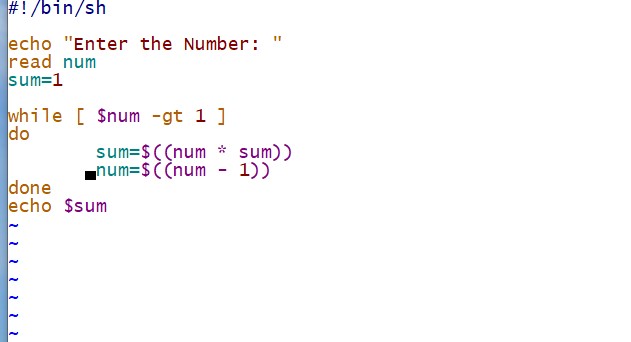 #!/bin/sh
echo "Enter the Number: "
read num
sum=1
while [ $num -gt 1 ]
do
sum=$((num * sum))
num=$((num - 1))
done
echo $sum
~
~
~
~
~
~
~